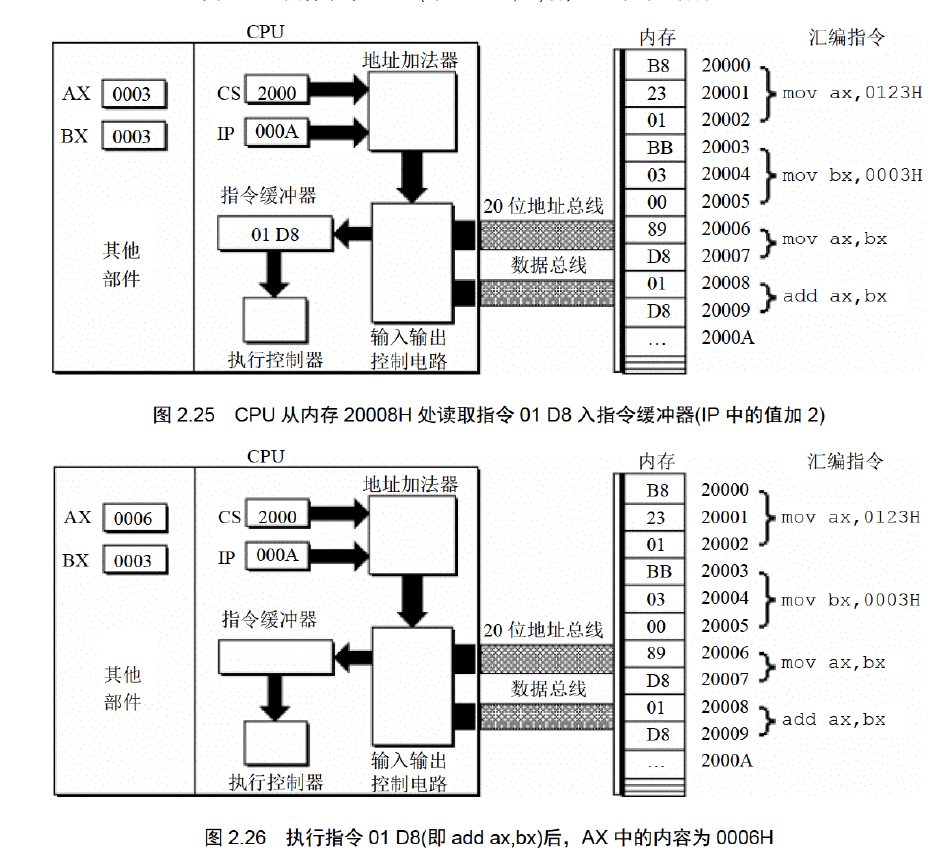 CPU
内存
汇编指令
地址加法器
B8
20000
AX
0003
CS
2000
23
20001
mov ax,0123H
01
20002
BX
0003
IP
000A
BB
20003
03
20004
mov bx,0003H
指令缓冲器
20位地址总线
00
20005
01 D8
89
20006
mov ax,bx
其他
部件
数据总线
D8
20007
01
20008
add ax,bx
D8
20009
执行控制器
输入输出
控制电路
...
2000A
图 2.25 CPU 从内存 20008H 处读取指令 01 D8 入指令缓冲器(IP 中的值加 2)
CPU
内存
汇编指令
地址加法器
B8
20000
AX
0006
CS
2000
23
20001
mov ax,0123H
01
20002
BX
0003
IP
000A
BB
20003
03
20004
mov bx,0003H
指令缓冲器
20位地址总线
00
20005
89
20006
mov ax,bx
其他
部件
数据总线
D8
20007
01
20008
add ax,bx
D8
20009
执行控制器
输入输出
控制电路
...
2000A
图 2.26 执行指令 01 D8(即 add ax,bx)后，AX 中的内容为 0006H